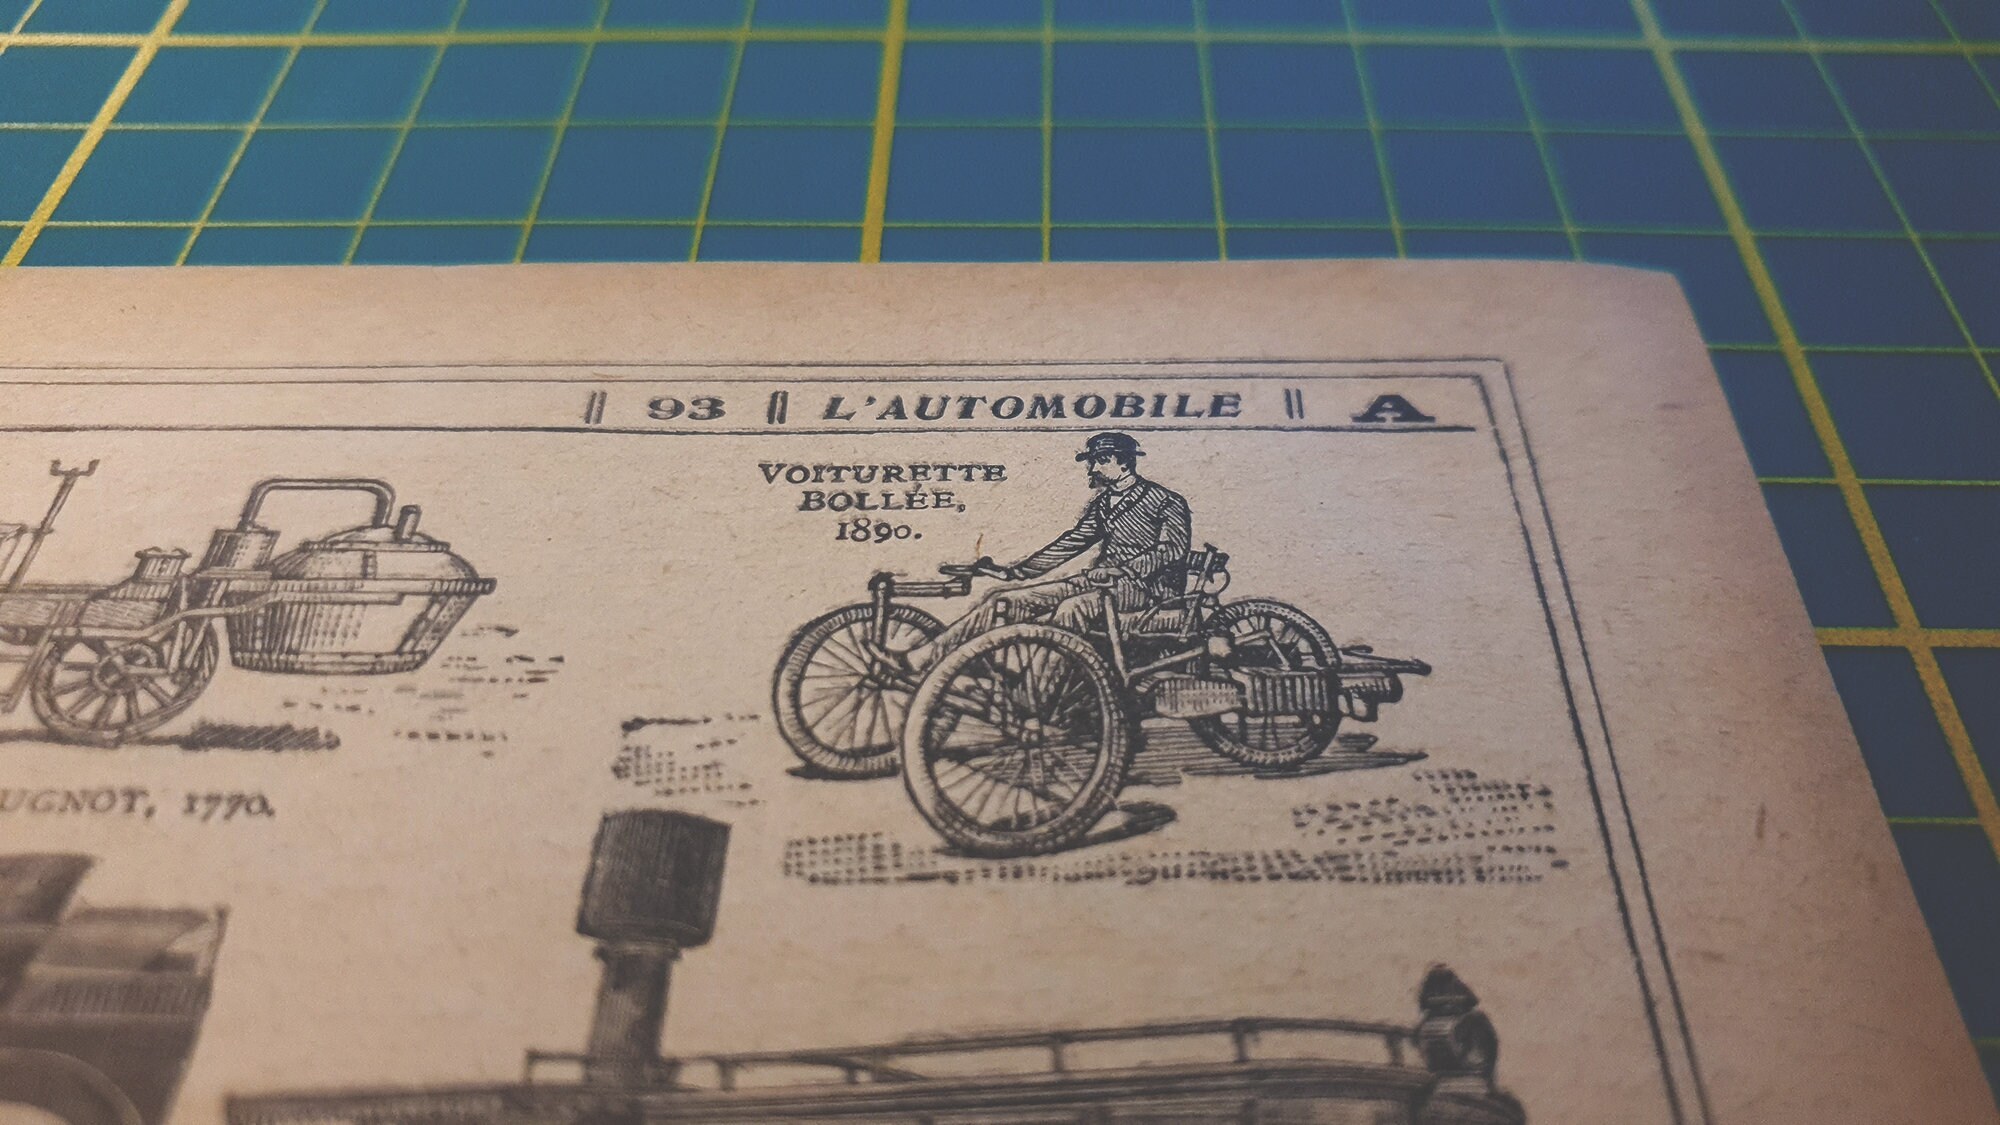 93 L'AUTOMOBILE A
VOITURETTE
BOLLÉE,
1890.
UGNOT, 1770.